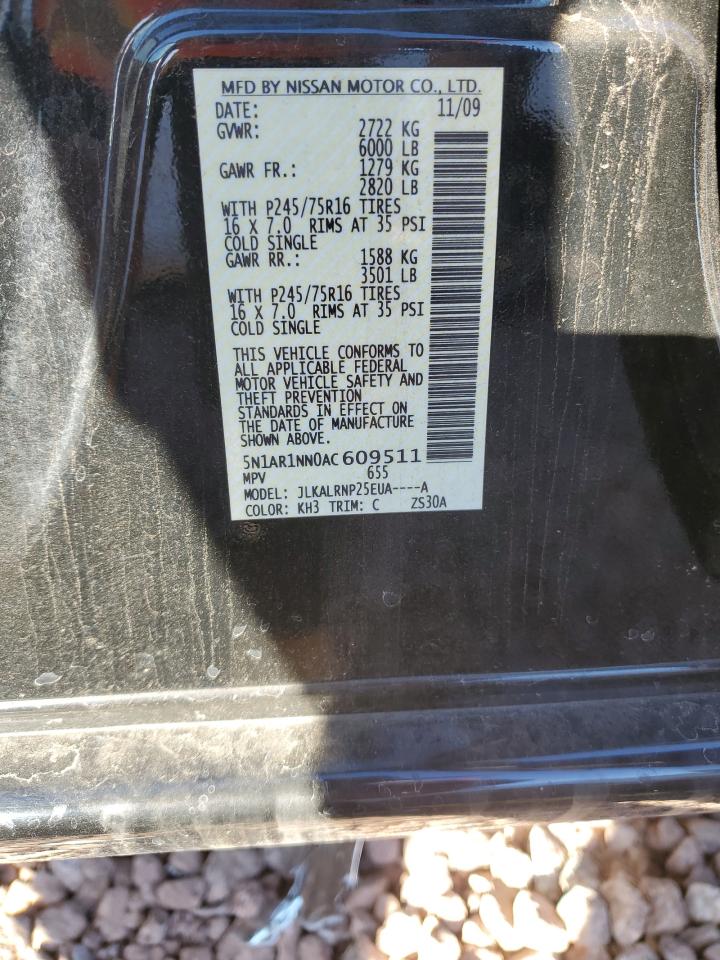 MFD BY NISSAN MOTOR CO., LTD.
DATE: 11/09
GVWR: 2722 KG
6000 LB
GAWR FR.: 1279 KG
2820 LB
WITH P245/75R16 TIRES
16 X 7.0 RIMS AT 35 PSI
COLD SINGLE
GAWR RR.: 1588 KG
3501 LB
WITH P245/75R16 TIRES
16 X 7.0 RIMS AT 35 PSI
COLD SINGLE
THIS VEHICLE CONFORMS TO
ALL APPLICABLE FEDERAL
MOTOR VEHICLE SAFETY AND
THEFT PREVENTION
STANDARDS IN EFFECT ON
THE DATE OF MANUFACTURE
SHOWN ABOVE.
5N1AR1NN0AC 609511
MPV 655
MODEL: JLKALRNP25EUA----A
COLOR: KH3 TRIM: C ZS30A